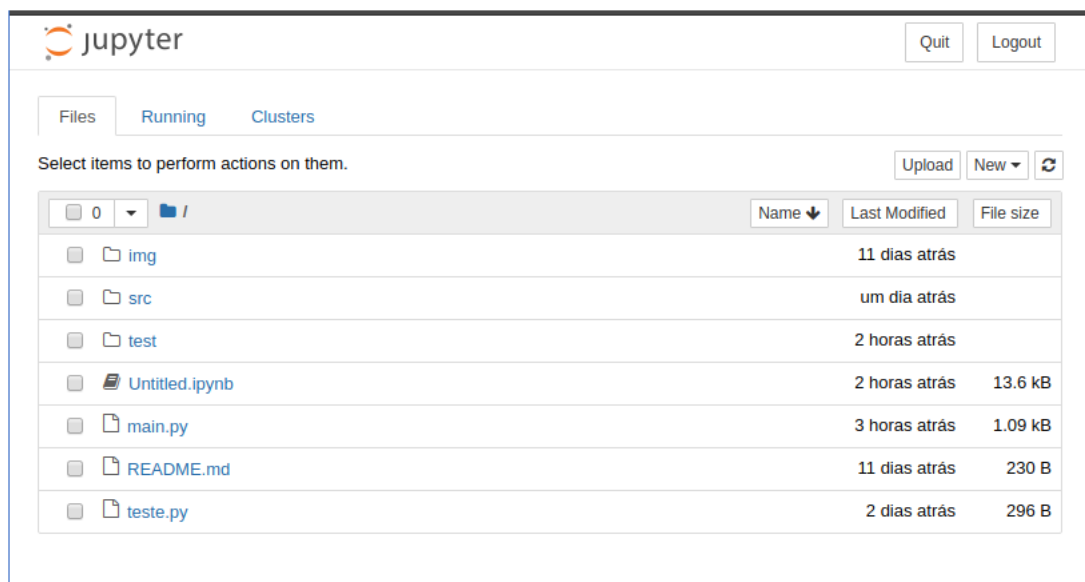 jupyter Quit Logout
Files Running Clusters
Select items to perform actions on them. Upload New
0 / Name Last Modified File size
img 11 dias atrás
src um dia atrás
test 2 horas atrás
Untitled.ipynb 2 horas atrás 13.6 kB
main.py 3 horas atrás 1.09 kB
README.md 11 dias atrás 230 B
teste.py 2 dias atrás 296 B